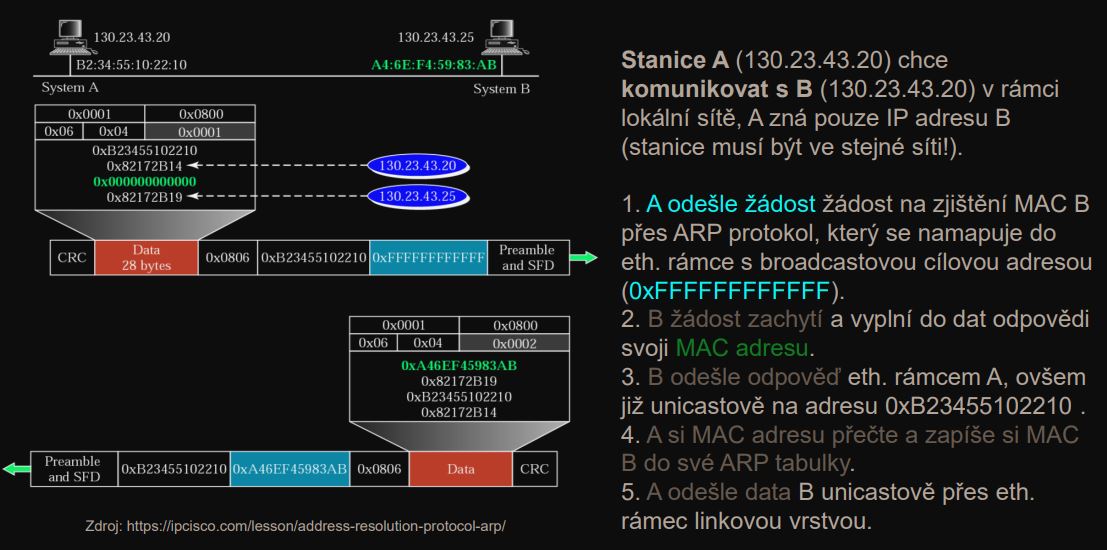 130.23.43.20
130.23.43.25
B2:34:55:10:22:10
A4:6E:F4:59:83:AB
System A
System B
0x0001 0x0800
0x06 0x04 0x0001
0xB23455102210
0x82172B14
130.23.43.20
0x000000000000
0x82172B19
130.23.43.25
CRC
Data
28 bytes
0x0806
0xB23455102210
0xFFFFFFFFFFFF
Preamble
and SFD
0x0001 0x0800
0x06 0x04 0x0002
0xA46EF45983AB
0x82172B19
0xB23455102210
0x82172B14
Preamble
and SFD
0xB23455102210
0xA46EF45983AB
0x0806
Data
CRC
Zdroj: https://ipcisco.com/lesson/address-resolution-protocol-arp/
Stanice A (130.23.43.20) chce
komunikovat s B (130.23.43.20) v rámci
lokální sítě, A zná pouze IP adresu B
(stanice musí být ve stejné síti!).
1. A odešle žádost žádost na zjištění MAC B
přes ARP protokol, který se namapuje do
eth. rámce s broadcastovou cílovou adresou
(0xFFFFFFFFFFFF).
2. B žádost zachytí a vyplní do dat odpovědi
svoji MAC adresu.
3. B odešle odpověď eth. rámcem A, ovšem
již unicastově na adresu 0xB23455102210 .
4. A si MAC adresu přečte a zapíše si MAC
B do své ARP tabulky.
5. A odešle data B unicastově přes eth.
rámec linkovou vrstvou.